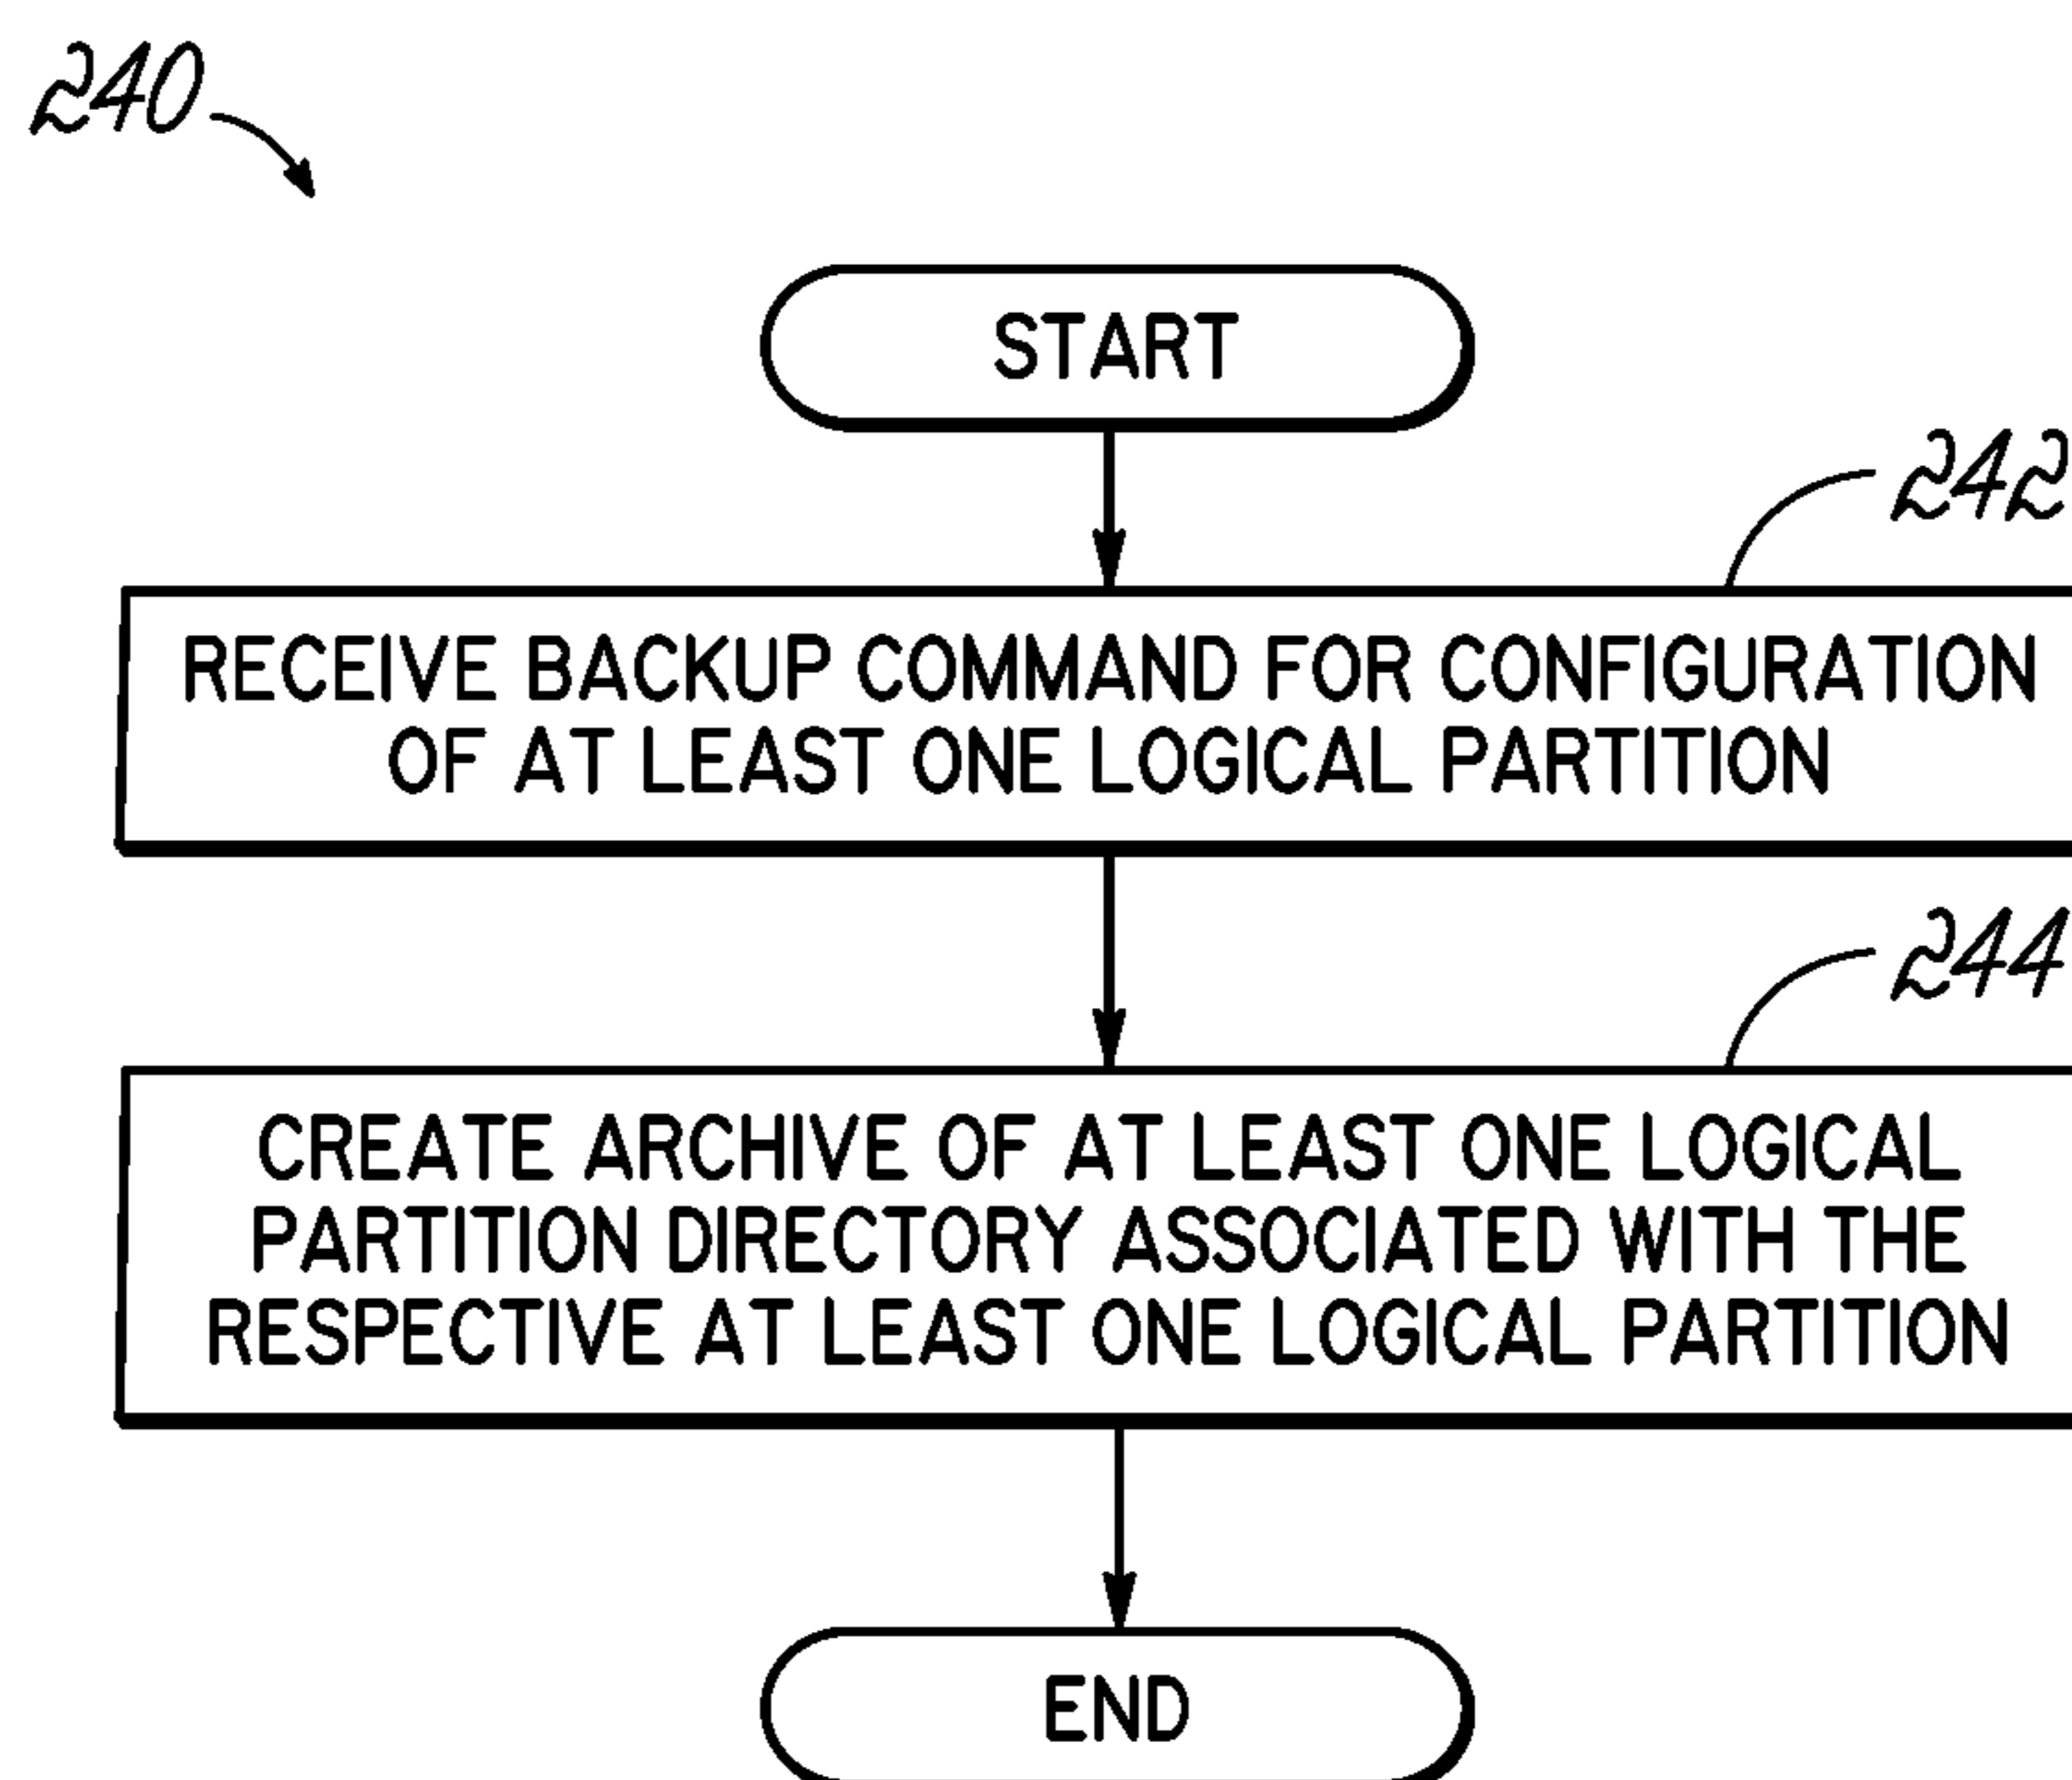 240
START
242
RECEIVE BACKUP COMMAND FOR CONFIGURATION
OF AT LEAST ONE LOGICAL PARTITION
244
CREATE ARCHIVE OF AT LEAST ONE LOGICAL
PARTITION DIRECTORY ASSOCIATED WITH THE
RESPECTIVE AT LEAST ONE LOGICAL PARTITION
END